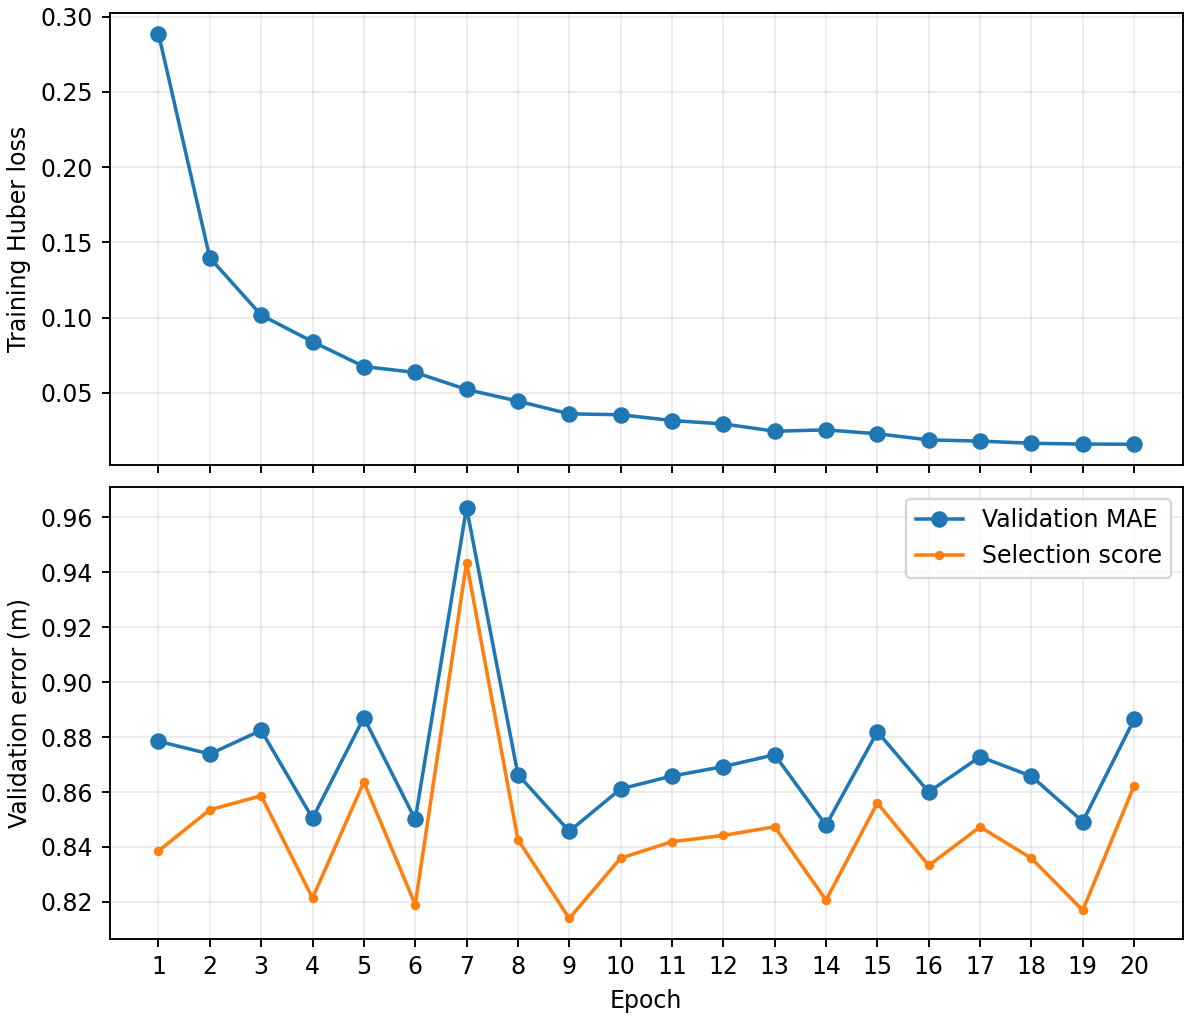 Training Huber loss
0.30
0.25
0.20
0.15
0.10
0.05
Validation error (m)
0.96
0.94
0.92
0.90
0.88
0.86
0.84
0.82
Validation MAE
Selection score
1 2 3 4 5 6 7 8 9 10 11 12 13 14 15 16 17 18 19 20
Epoch